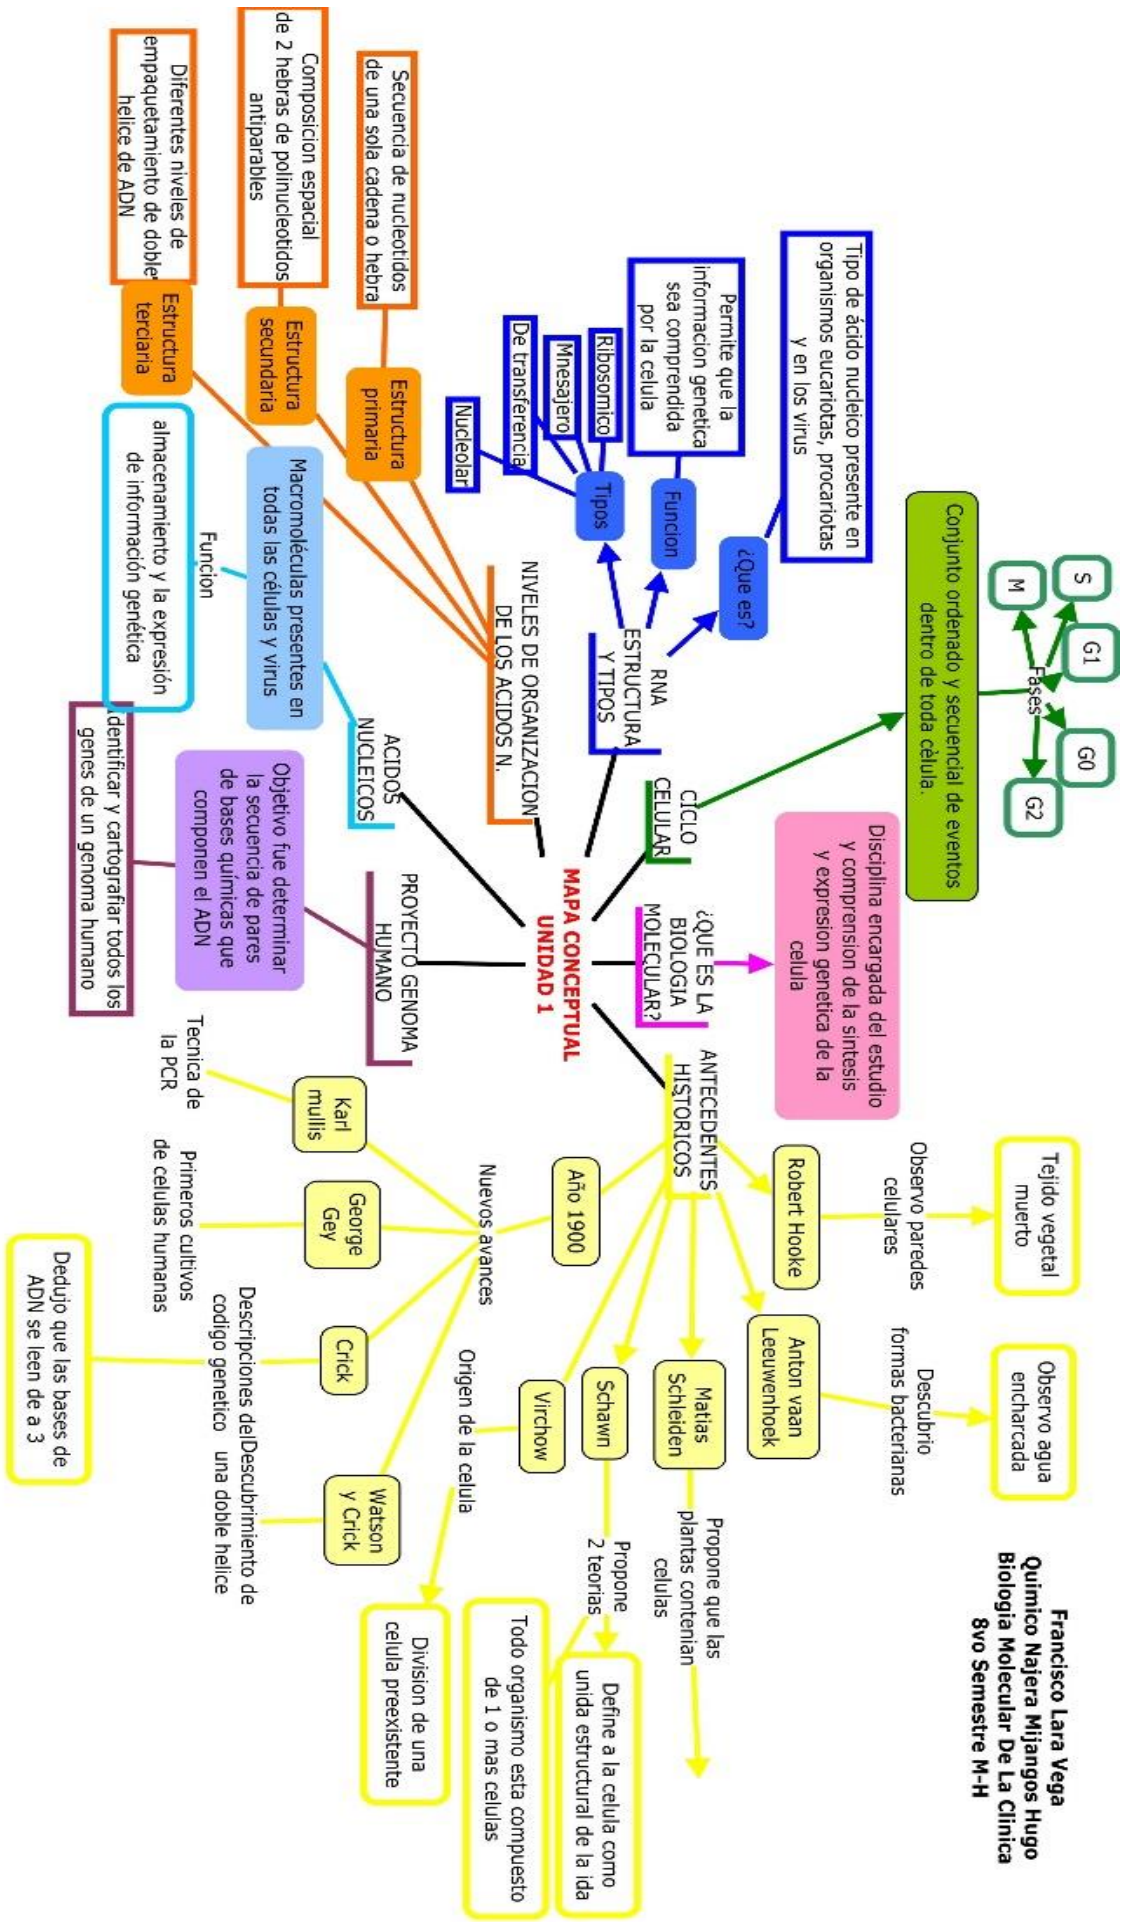 Francisco Lara Vega
Quimico Najera Mijangos Hugo
Biologia Molecular De La Clinica
8vo Semestre M-H
MAPA CONCEPTUAL
UNIDAD 1
CICLO
CELULAR
Conjunto ordenado y secuencial de eventos
dentro de toda cèlula.
Fases
S
G1
G0
M
G2
¿QUE ES LA
BIOLOGIA
MOLECULAR?
Disciplina encargada del estudio
y comprension de la sintesis
y expresion genetica de la
celula
RNA
ESTRUCTURA
Y TIPOS
¿Que es?
Tipo de ácido nucleico presente en
organismos eucariotas, procariotas
y en los virus
Funcion
Permite que la
informacion genetica
sea comprendida
por la celula
Tipos
Ribosomico
Mnesajero
De transferencia
Nucleolar
NIVELES DE ORGANIZACION
DE LOS ACIDOS N.
Estructura
primaria
Secuencia de nucleotidos
de una sola cadena o hebra
Estructura
secundaria
Composicion espacial
de 2 hebras de polinucleotidos
antiparables
Estructura
terciaria
Diferentes niveles de
empaquetamiento de doble
helice de ADN
ACIDOS
NUCLEICOS
Macromoléculas presentes en
todas las células y virus
Funcion
almacenamiento y la expresión
de información genética
PROYECTO GENOMA
HUMANO
Objetivo fue determinar
la secuencia de pares
de bases químicas que
componen el ADN
Identificar y cartografiar todos los
genes de un genoma humano
ANTECEDENTES
HISTORICOS
Robert Hooke
Observo paredes
celulares
Tejido vegetal
muerto
Anton vaan
Leeuwenhoek
Descubrio
formas bacterianas
Observo agua
encharcada
Matias
Schleiden
Propone que las
plantas contenian
celulas
Schawn
Propone
2 teorias
Define a la celula como
unida estructural de la ida
Todo organismo esta compuesto
de 1 o mas celulas
Virchow
Origen de la celula
Division de una
celula preexistente
Año 1900
Nuevos avances
Karl
mullis
Tecnica de
la PCR
George
Gey
Primeros cultivos
de celulas humanas
Crick
Descripciones del
codigo genetico
Dedujo que las bases de
ADN se leen de a 3
Watson
y Crick
Descubrimiento de
una doble helice